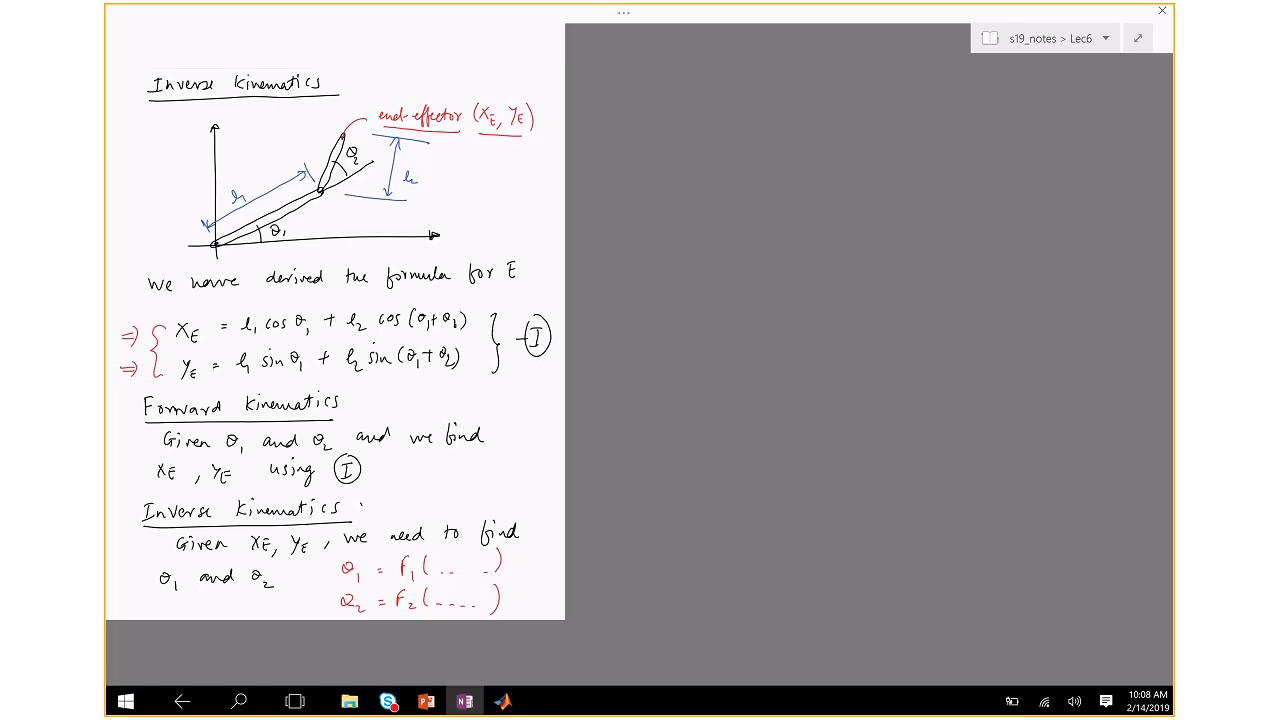 ...
s19_notes > Lec6
Inverse Kinematics
end-effector (XE, YE)
θ2
l2
l1
θ1
We have derived the formula for E
⇒ { XE = l1 cos θ1 + l2 cos (θ1+θ2)
⇒ { YE = l1 sin θ1 + l2 sin (θ1+θ2) } - I
Forward Kinematics
Given θ1 and θ2 and we find
XE , YE using I
Inverse Kinematics
Given XE, YE, we need to find
θ1 and θ2
θ1 = F1 (.. .)
θ2 = F2 (....)
10:08 AM
2/14/2019